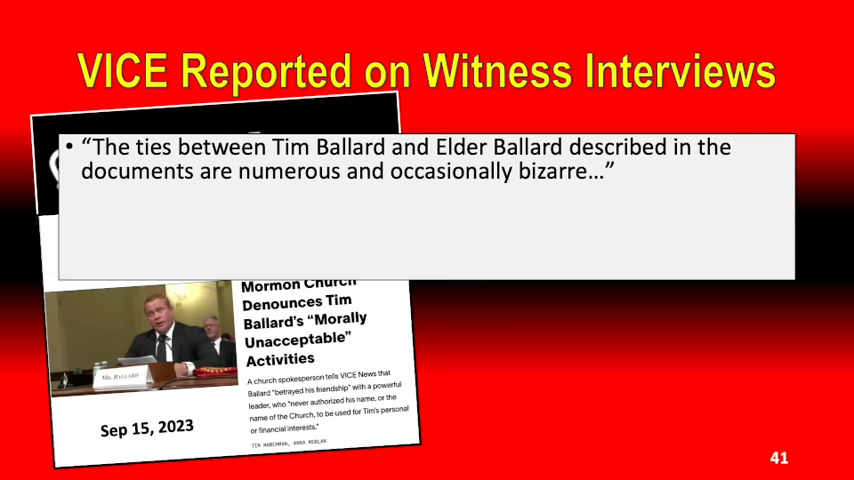 VICE Reported on Witness Interviews
• “The ties between Tim Ballard and Elder Ballard described in the
documents are numerous and occasionally bizarre…”
Mormon Church
Denounces Tim
Ballard's “Morally
Unacceptable”
Activities
A church spokesperson tells VICE News that
Ballard “betrayed his friendship” with a powerful
leader, who “never authorized his name, or the
name of the Church, to be used for Tim's personal
or financial interests.”
TIM MARCHMAN, ANNA MERLAN
MR. BALLARD
Sep 15, 2023
41